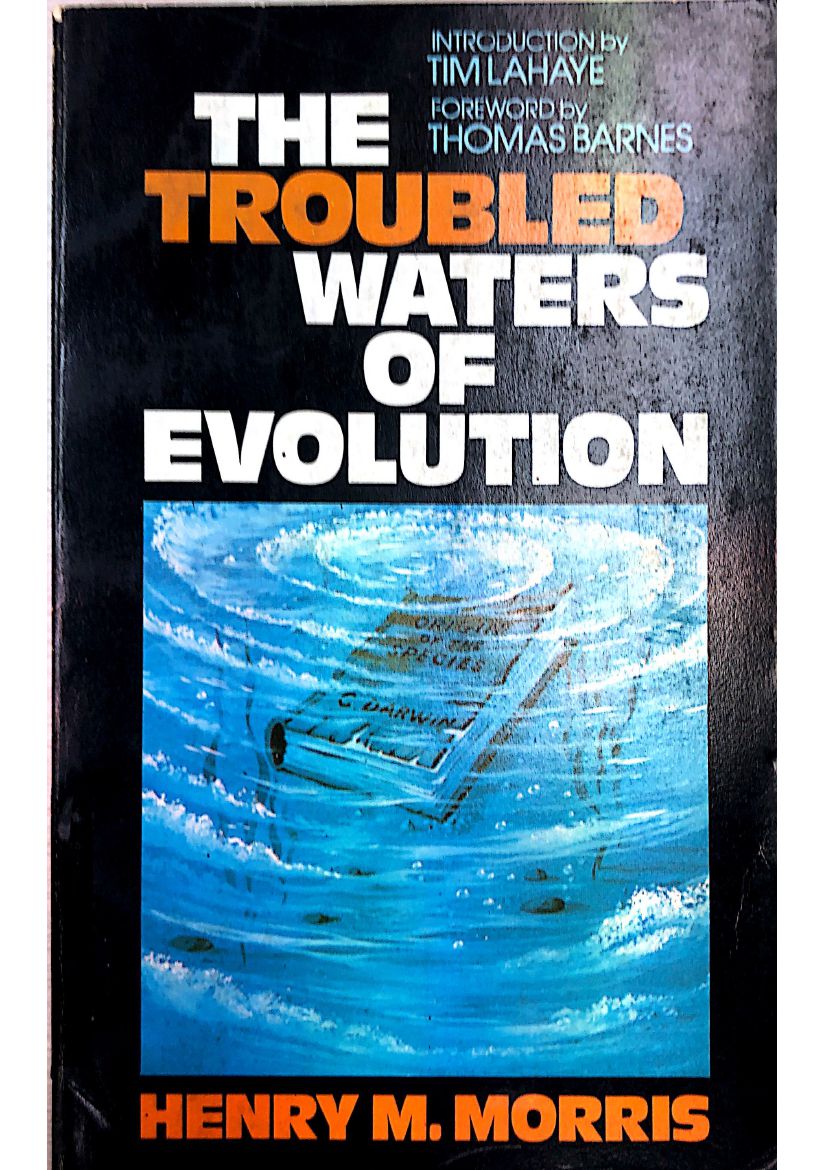 INTRODUCTION by
TIM LAHAYE
FOREWORD by
THOMAS BARNES
THE
TROUBLED
WATERS
OF
EVOLUTION
ORIGIN
OF THE
SPECIES
C. DARWIN
HENRY M. MORRIS